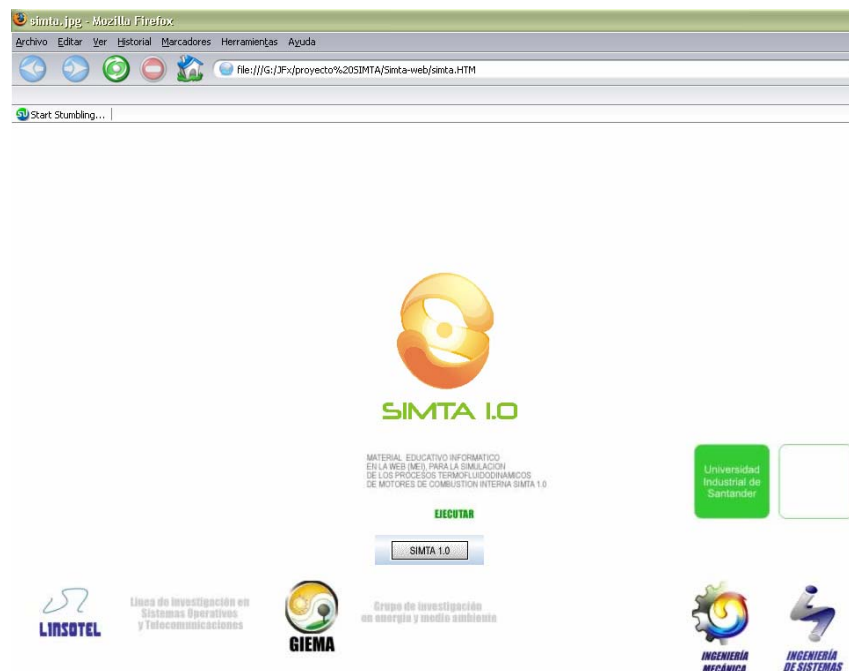 simta.jpg - Mozilla Firefox
Archivo Editar Ver Historial Marcadores Herramientas Ayuda
file:///G:/JFx/proyecto%20SIMTA/Simta-web/simta.HTM
Start Stumbling...
SIMTA 1.0
MATERIAL EDUCATIVO INFORMATICO
EN LA WEB (MEI), PARA LA SIMULACION
DE LOS PROCESOS TERMOFLUIDODINAMICOS
DE MOTORES DE COMBUSTION INTERNA SIMTA 1.0
EJECUTAR
SIMTA 1.0
Universidad
Industrial de
Santander
LINSOTEL
Linea de investigación en
Sistemas Operativos
y Telecomunicaciones
GIEMA
Grupo de investigación
en energia y medio ambiente
INGENIERÍA
MECÁNICA
INGENIERÍA
DE SISTEMAS